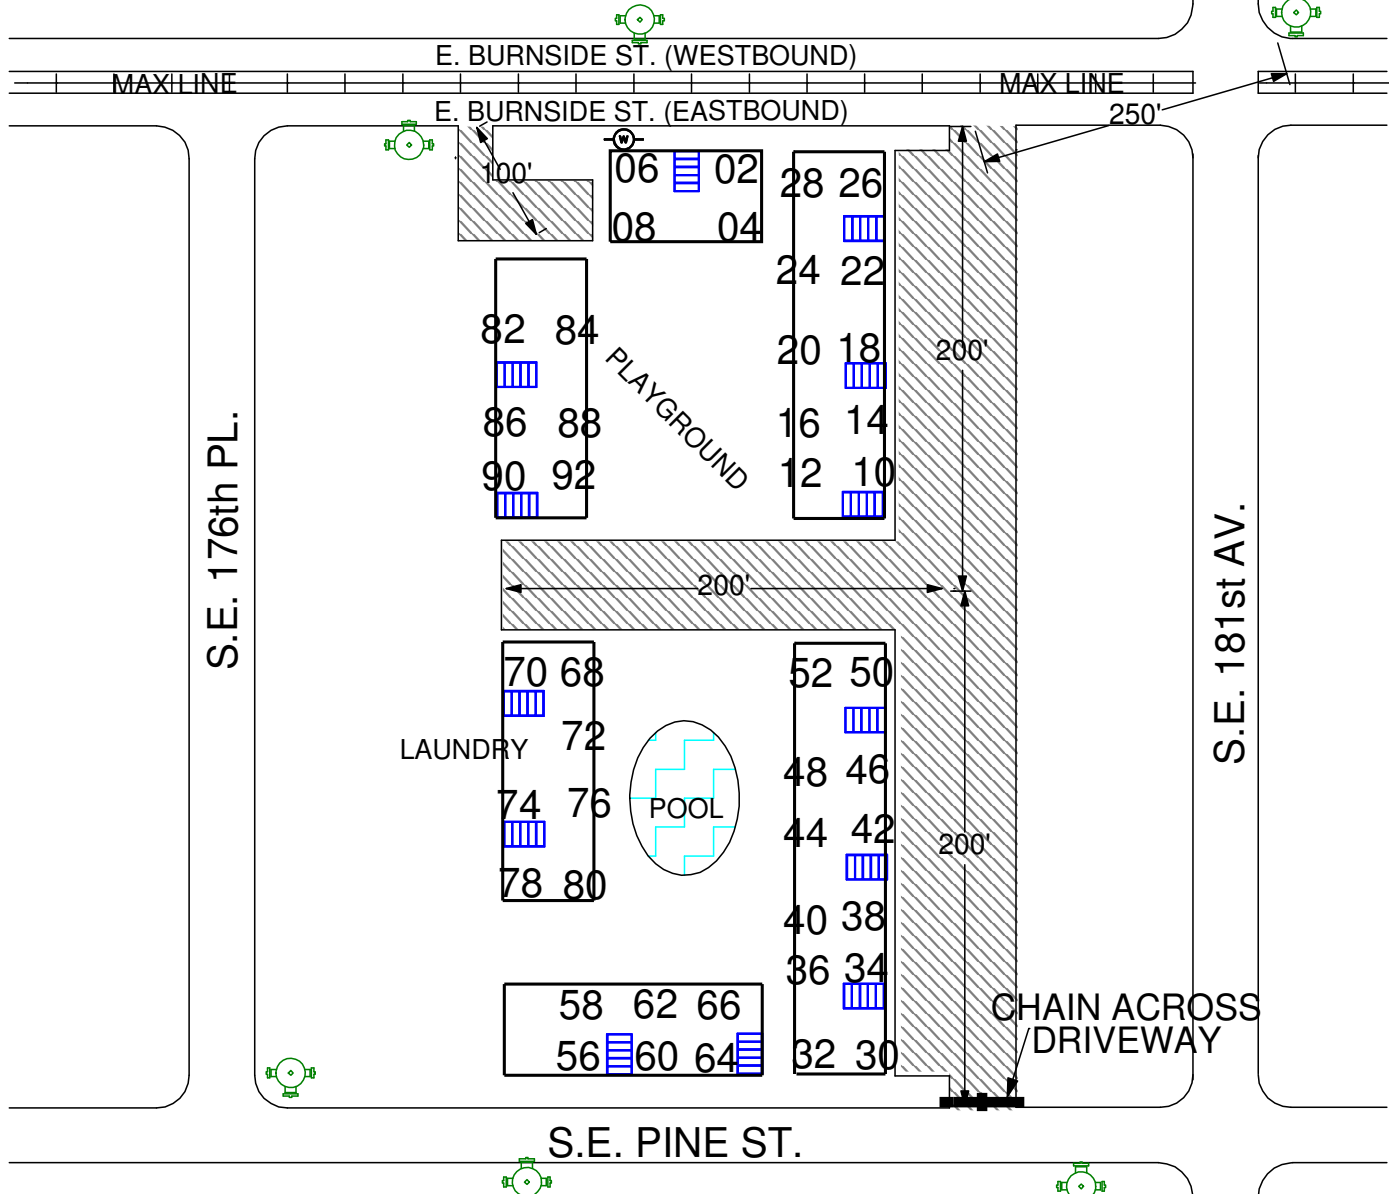 E. BURNSIDE ST. (WESTBOUND)
MAX LINE
MAX LINE
E. BURNSIDE ST. (EASTBOUND)
250'
W
100'
06 02
08 04
28 26
24 22
20 18
16 14
12 10
200'
82 84
86 88
90 92
PLAYGROUND
S.E. 176th PL.
S.E. 181st AV.
200'
70 68
72
LAUNDRY
74 76
78 80
POOL
52 50
48 46
44 42
40 38
36 34
32 30
200'
58 62 66
56 60 64
CHAIN ACROSS
DRIVEWAY
S.E. PINE ST.